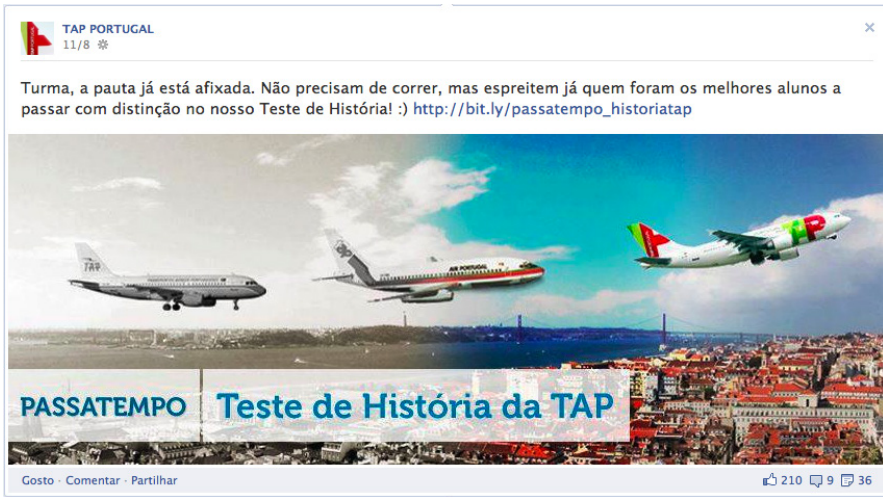 TAP PORTUGAL
11/8
Turma, a pauta já está afixada. Não precisam de correr, mas espreitem já quem foram os melhores alunos a
passar com distinção no nosso Teste de História! :) http://bit.ly/passatempo_historiatap
TAP
AIR PORTUGAL
TAP
PASSATEMPO
Teste de História da TAP
Gosto · Comentar · Partilhar
210 9 36